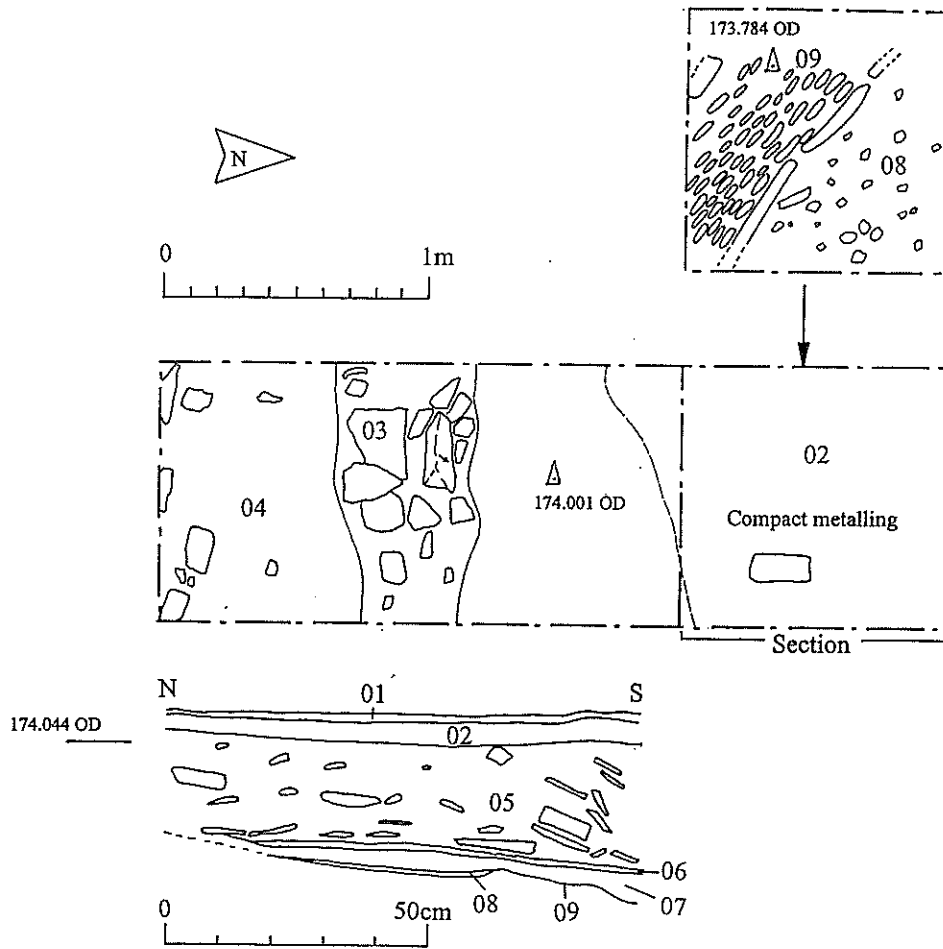 173.784 OD
09
08
N
0 1m
03
04
174.001 OD
02
Compact metalling
Section
N 01 S
174.044 OD
02
05
06
08 09 07
0 50cm